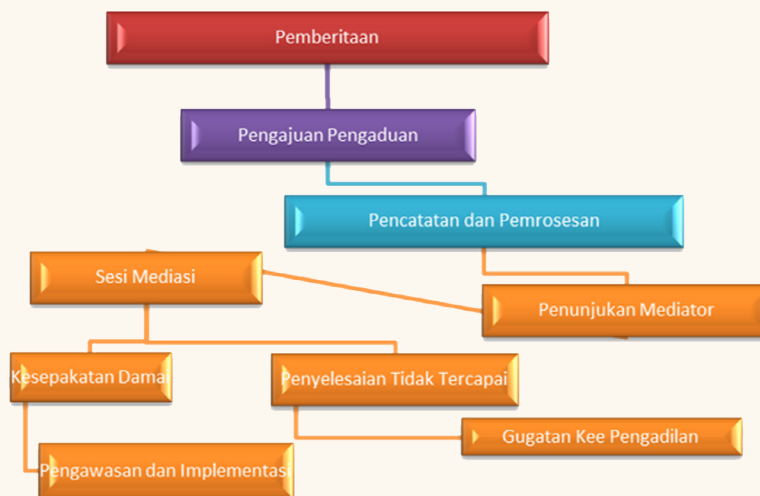 Pemberitaan
Pengajuan Pengaduan
Pencatatan dan Pemrosesan
Sesi Mediasi
Penunjukan Mediator
Kesepakatan Damai
Penyelesaian Tidak Tercapai
Gugatan Kee Pengadilan
Pengawasan dan Implementasi